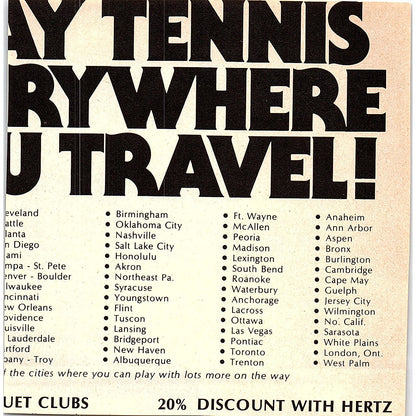 AY TENNIS
RYWHERE
U TRAVEL!
eveland
attle
lanta
n Diego
ami
mpa - St. Pete
enver - Boulder
lwaukee
ncinnati
ew Orleans
ovidence
uisville
Lauderdale
artford
bany - Troy
• Birmingham
• Oklahoma City
• Nashville
• Salt Lake City
• Honolulu
• Akron
• Northeast Pa.
• Syracuse
• Youngstown
• Flint
• Tuscon
• Lansing
• Bridgeport
• New Haven
• Albuquerque
• Ft. Wayne
• McAllen
• Peoria
• Madison
• Lexington
• South Bend
• Roanoke
• Waterbury
• Anchorage
• Lacross
• Ottawa
• Las Vegas
• Pontiac
• Toronto
• Trenton
• Anaheim
• Ann Arbor
• Aspen
• Bronx
• Burlington
• Cambridge
• Cape May
• Guelph
• Jersey City
• Wilmington
• No. Calif.
• Sarasota
• White Plains
• London, Ont.
• West Palm
f the cities where you can play with lots more on the way
UET CLUBS 20% DISCOUNT WITH HERTZ